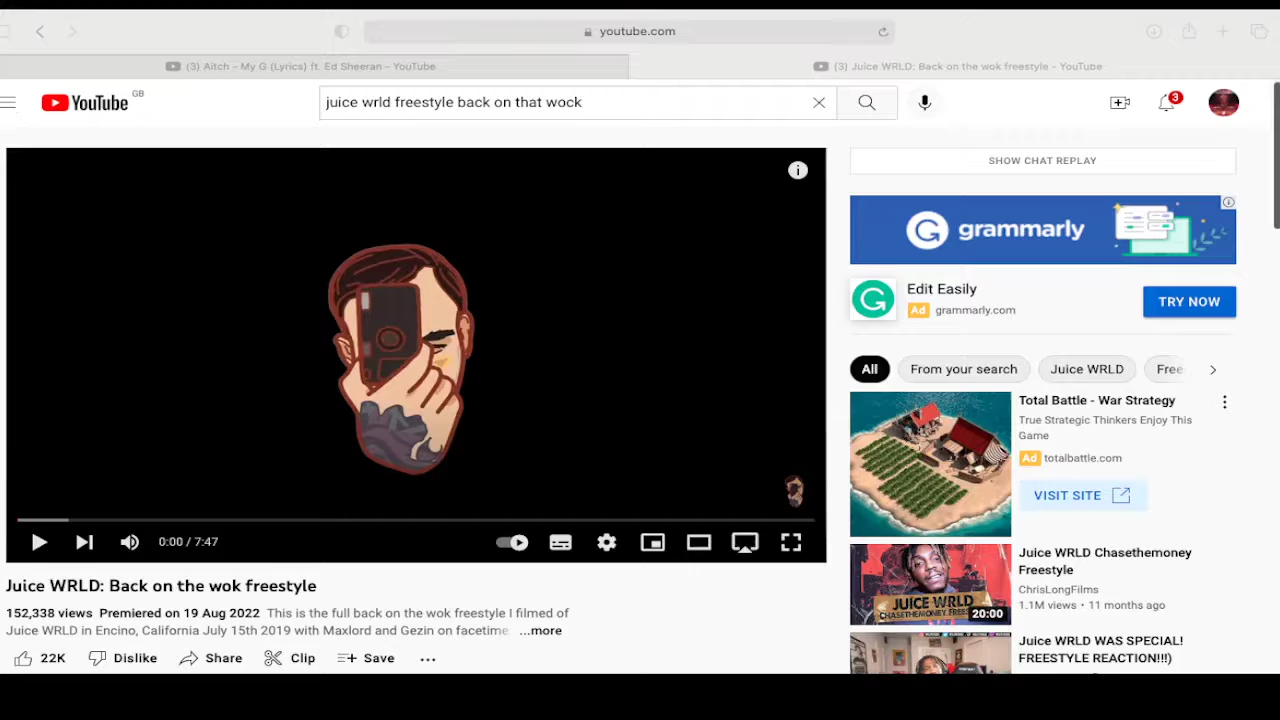 youtube.com
(3) Aitch - My G (Lyrics) ft. Ed Sheeran - YouTube
(3) Juice WRLD: Back on the wok freestyle - YouTube
YouTube GB
juice wrld freestyle back on that wock
3
SHOW CHAT REPLAY
grammarly
Edit Easily
Ad grammarly.com
TRY NOW
All
From your search
Juice WRLD
Free
Total Battle - War Strategy
True Strategic Thinkers Enjoy This
Game
Ad totalbattle.com
VISIT SITE
0:00 / 7:47
Juice WRLD Chasethemoney
Freestyle
ChrisLongFilms
1.1M views • 11 months ago
JUICE WRLD
CHASETHEMONEY FREES
20:00
Juice WRLD: Back on the wok freestyle
152,338 views Premiered on 19 Aug 2022 This is the full back on the wok freestyle I filmed of
Juice WRLD in Encino, California July 15th 2019 with Maxlord and Gezin on facetime. ...more
22K
Dislike
Share
Clip
Save
Juice WRLD WAS SPECIAL!
FREESTYLE REACTION!!!)